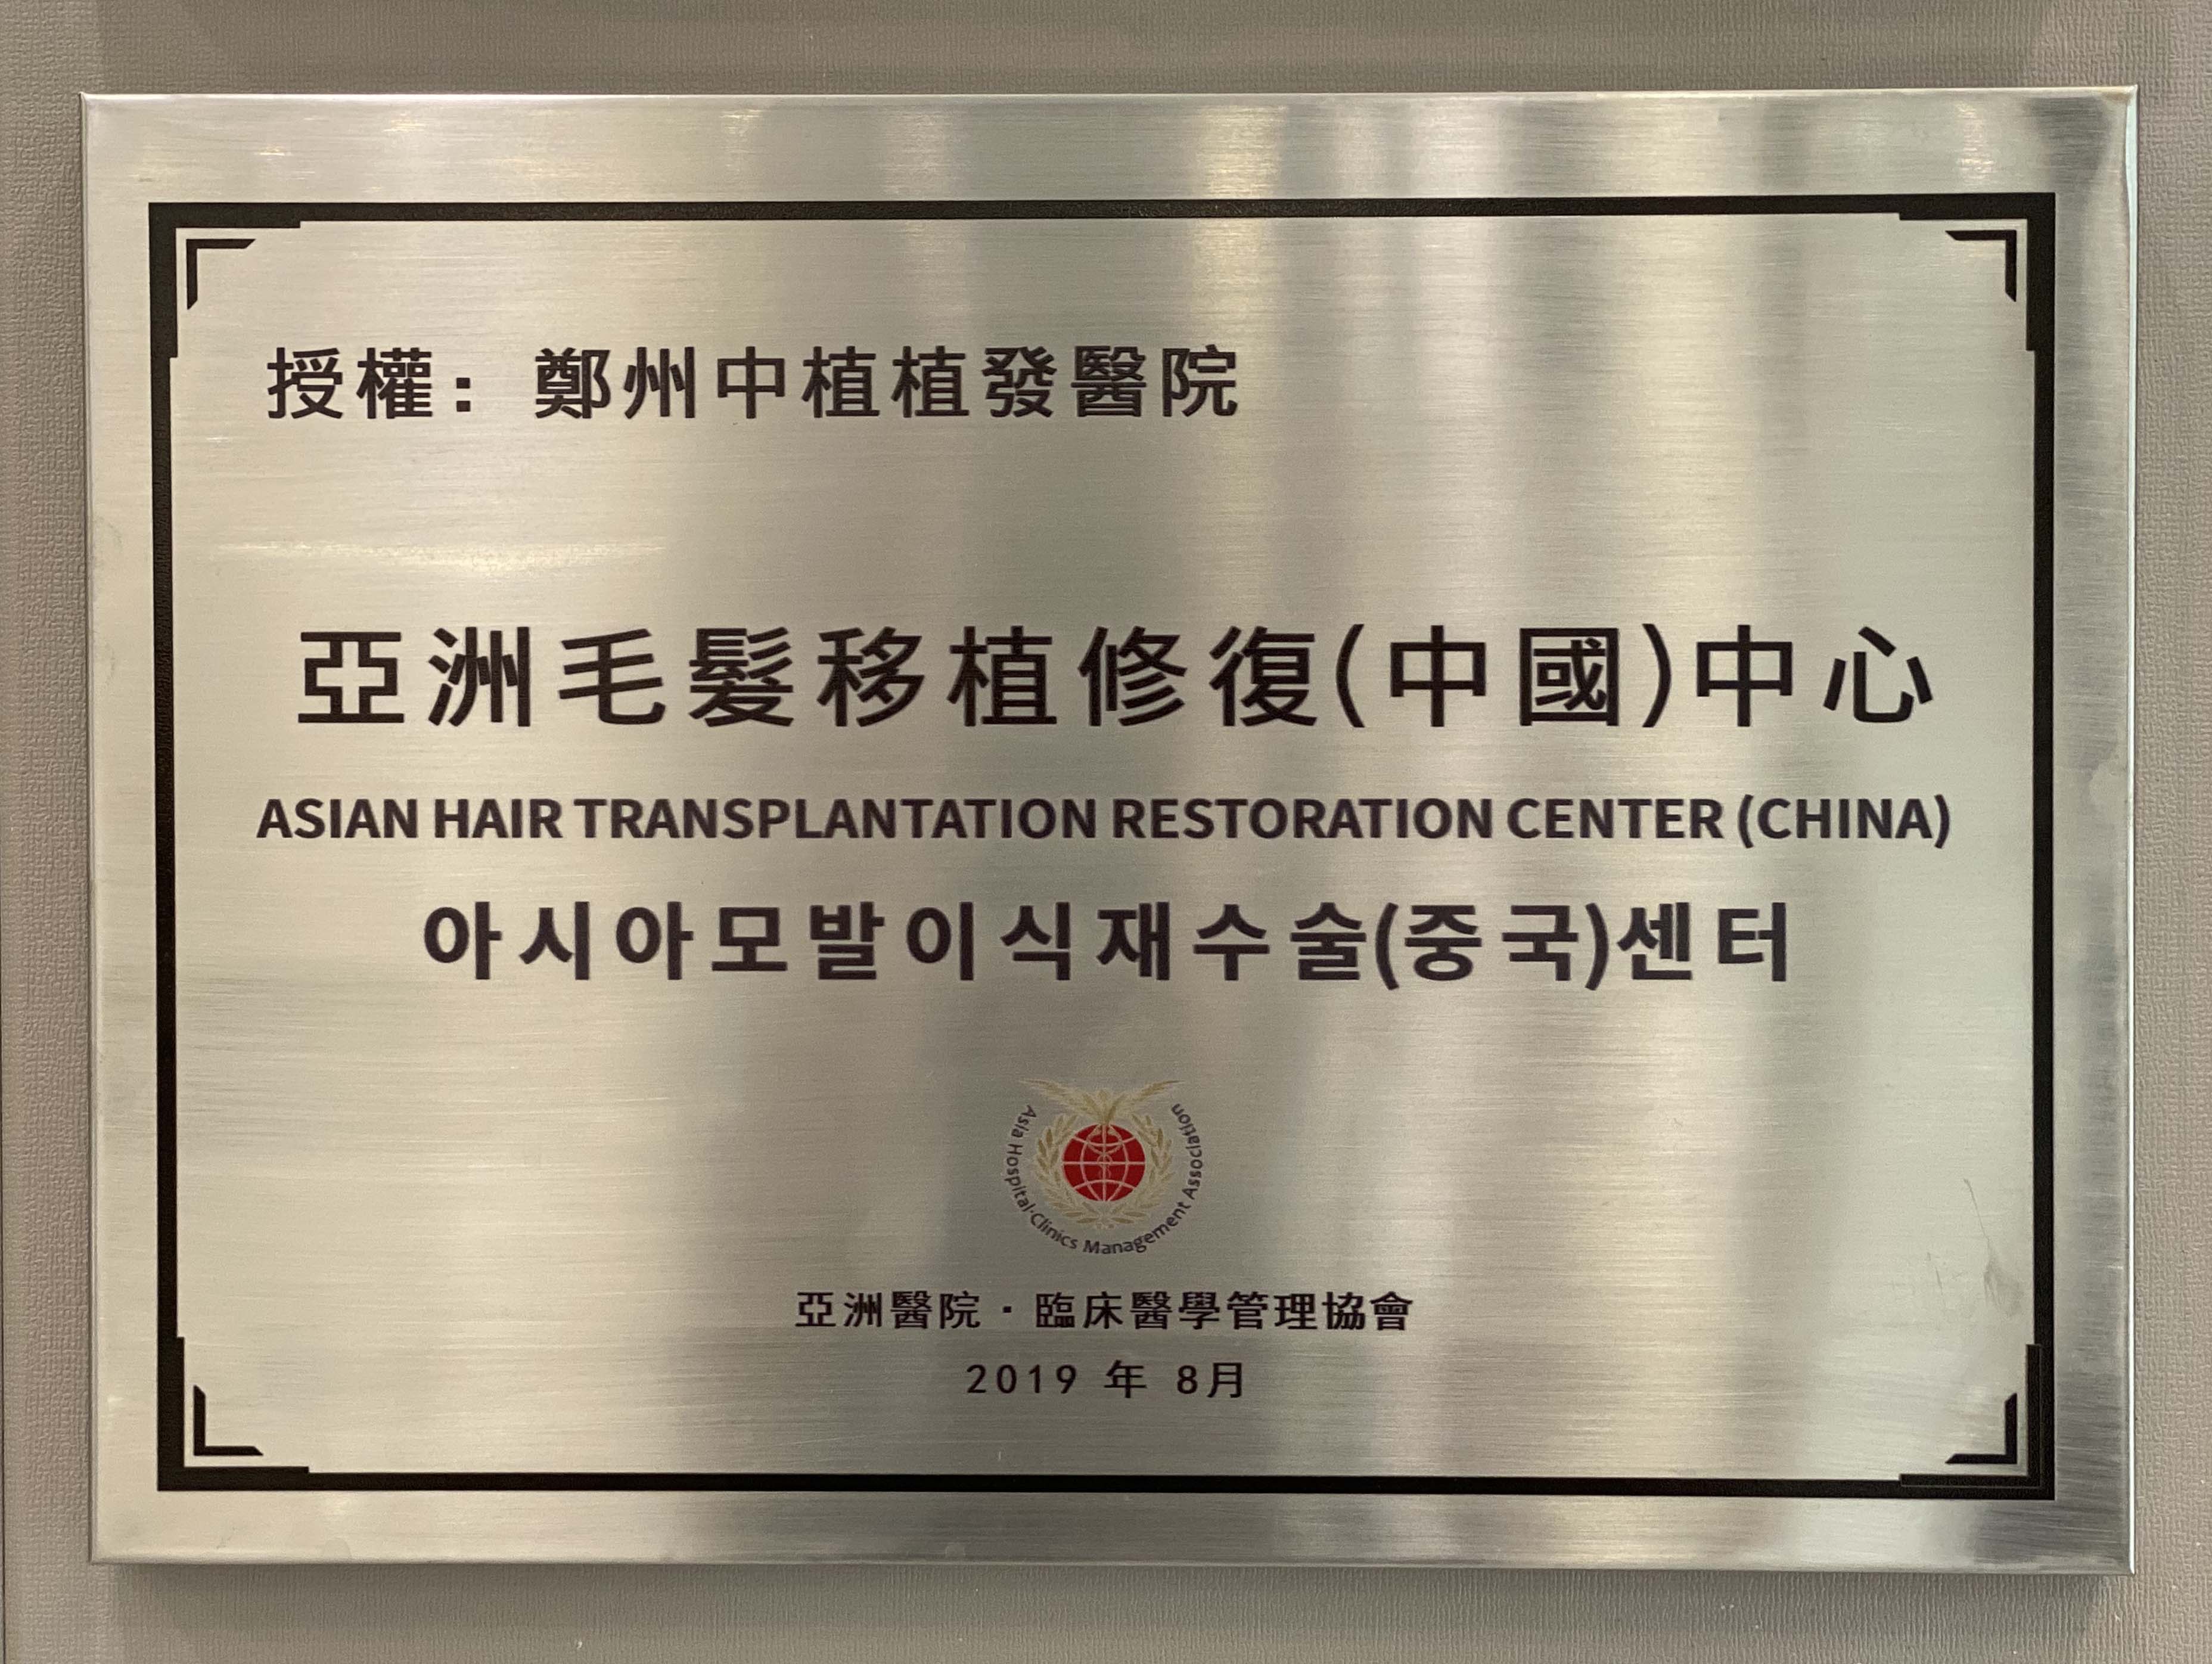 授權：鄭州中植植發醫院
亞洲毛髮移植修復(中國)中心
ASIAN HAIR TRANSPLANTATION RESTORATION CENTER (CHINA)
아시아모발이식재수술(중국)센터
Asia Hospital·Clinics Management Association
亞洲醫院·臨床醫學管理協會
2019 年 8月